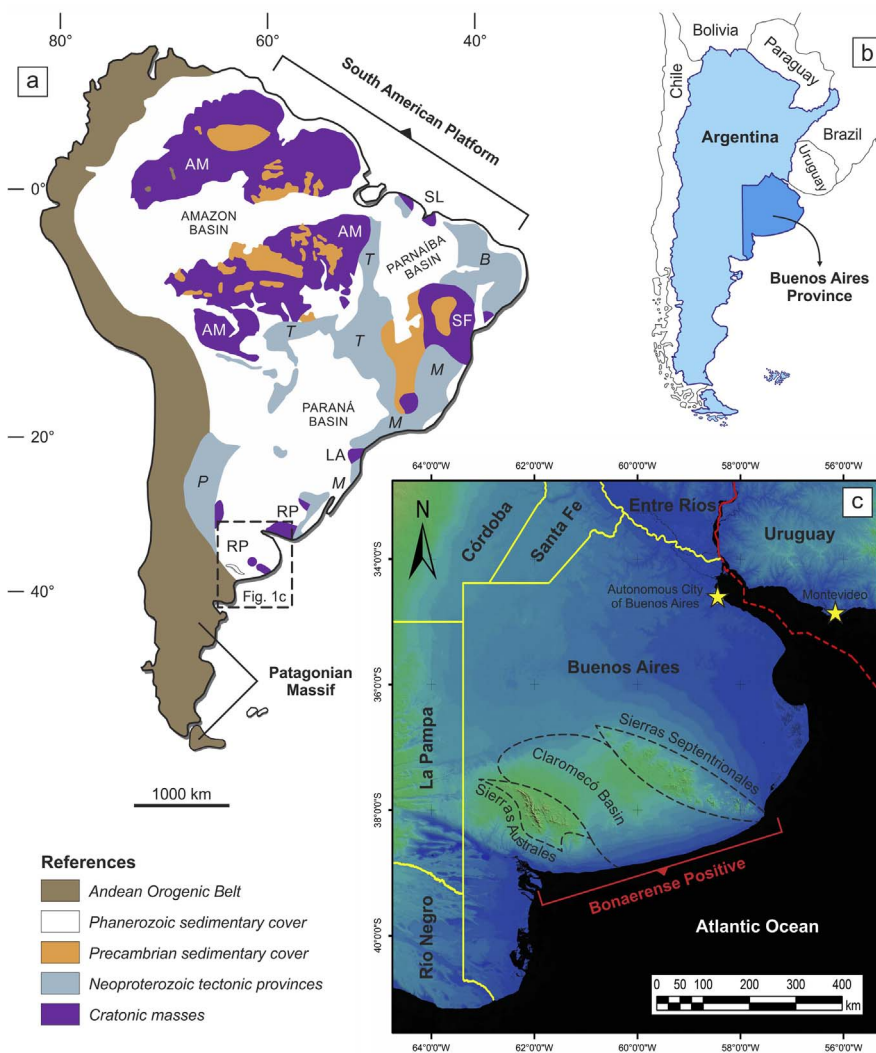 80°
60°
40°
a
South American Platform
AM
SL
0°
AMAZON
BASIN
AM
PARNAÍBA
BASIN
T
B
AM
T
T
SF
M
PARANÁ
BASIN
M
20°
LA
M
P
RP
RP
40°
Fig. 1c
Patagonian
Massif
1000 km
References
Andean Orogenic Belt
Phanerozoic sedimentary cover
Precambrian sedimentary cover
Neoproterozoic tectonic provinces
Cratonic masses
b
Bolivia
Paraguay
Chile
Argentina
Brazil
Uruguay
Buenos Aires
Province
64°0'0"W
62°0'0"W
60°0'0"W
58°0'0"W
56°0'0"W
c
N
Córdoba
Santa Fe
Entre Ríos
Uruguay
34°0'0"S
Autonomous City
of Buenos Aires
Montevideo
Buenos Aires
36°0'0"S
La Pampa
Sierras Septentrionales
Claromecó Basin
Sierras Australes
38°0'0"S
Bonaerense Positive
Río Negro
Atlantic Ocean
40°0'0"S
0 50 100 200 300 400
km
64°0'0"W
62°0'0"W
60°0'0"W
58°0'0"W
56°0'0"W